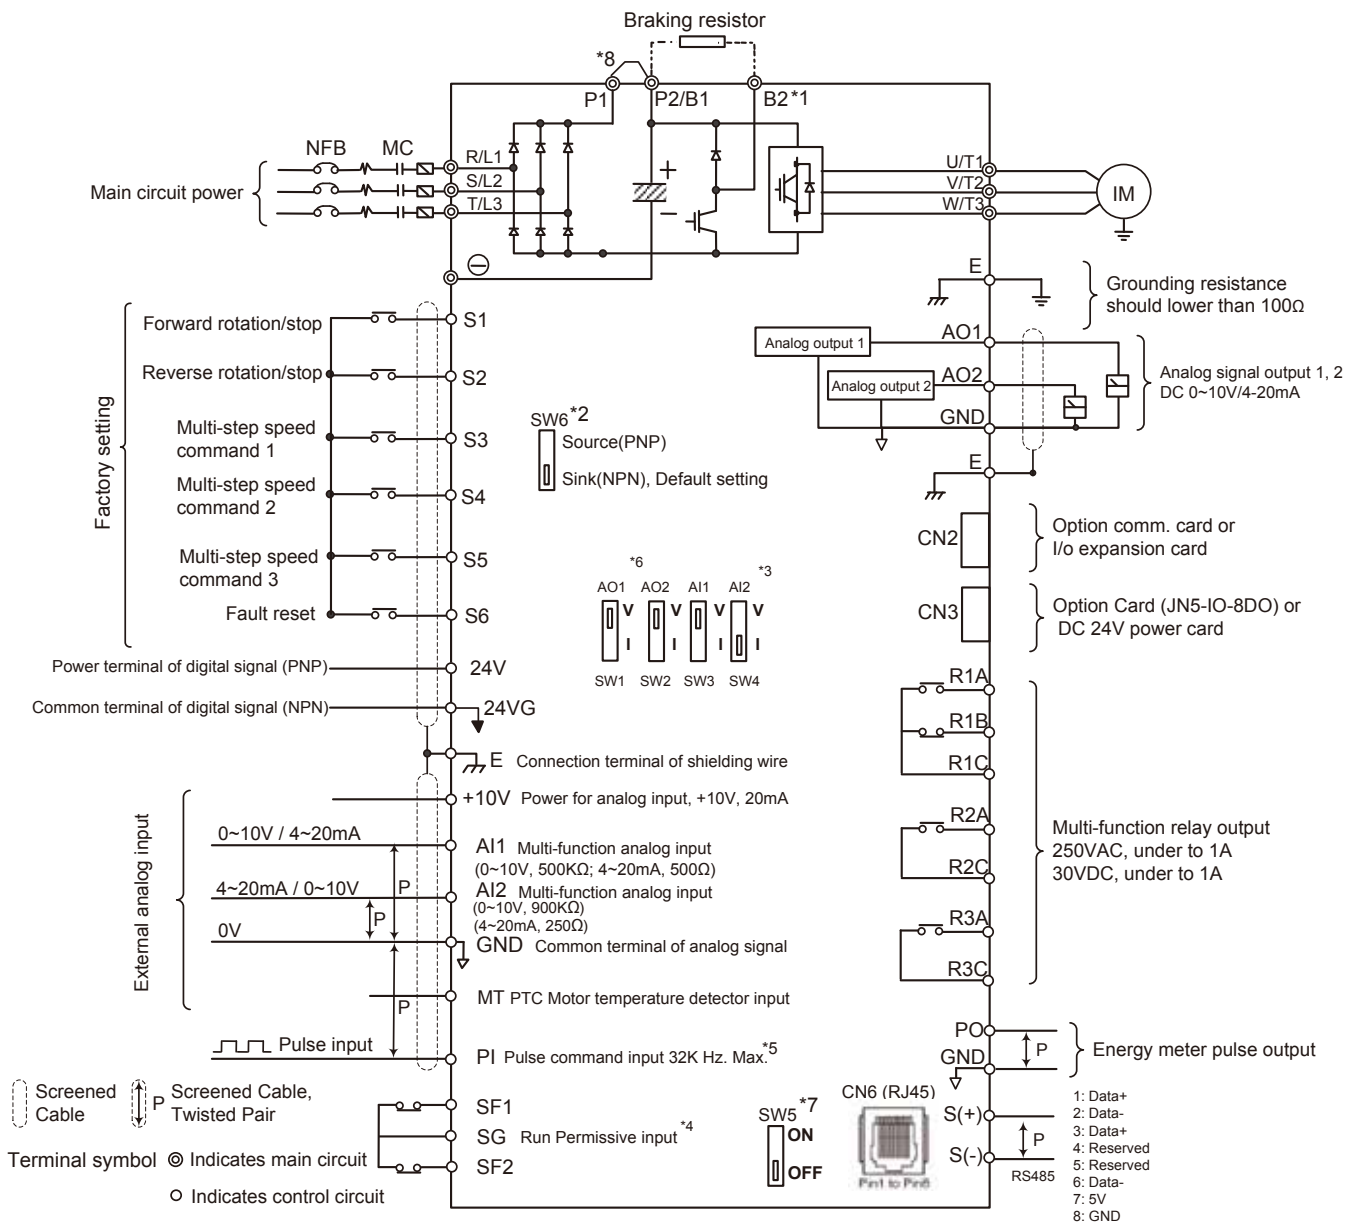 Braking resistor
*8
P1
P2/B1
B2*1
NFB
MC
Main circuit power
R/L1
S/L2
T/L3
+
−
⊖
U/T1
V/T2
W/T3
IM
E
Grounding resistance
should lower than 100Ω
Factory setting
Forward rotation/stop
S1
Reverse rotation/stop
S2
Multi-step speed
command 1
S3
Multi-step speed
command 2
S4
Multi-step speed
command 3
S5
Fault reset
S6
Power terminal of digital signal (PNP)
24V
Common terminal of digital signal (NPN)
24VG
E Connection terminal of shielding wire
SW6*2
Source(PNP)
Sink(NPN), Default setting
*6
*3
AO1 AO2 AI1 AI2
V V V V
I I I I
SW1 SW2 SW3 SW4
Analog output 1
AO1
Analog output 2
AO2
GND
E
Analog signal output 1, 2
DC 0~10V/4-20mA
CN2
Option comm. card or
I/o expansion card
CN3
Option Card (JN5-IO-8DO) or
DC 24V power card
R1A
R1B
R1C
R2A
R2C
R3A
R3C
Multi-function relay output
250VAC, under to 1A
30VDC, under to 1A
External analog input
+10V Power for analog input, +10V, 20mA
0~10V / 4~20mA
AI1 Multi-function analog input
(0~10V, 500KΩ; 4~20mA, 500Ω)
P
4~20mA / 0~10V
AI2 Multi-function analog input
(0~10V, 900KΩ)
(4~20mA, 250Ω)
P
0V
GND Common terminal of analog signal
MT PTC Motor temperature detector input
P
Pulse input
PI Pulse command input 32K Hz. Max.*5
PO
GND
P
Energy meter pulse output
Screened
Cable
P Screened Cable,
Twisted Pair
Terminal symbol ◎ Indicates main circuit
○ Indicates control circuit
SF1
SG Run Permissive input*4
SF2
SW5*7
ON
OFF
CN6 (RJ45)
Pin1 to Pin8
S(+)
S(-)
P
RS485
1: Data+
2: Data-
3: Data+
4: Reserved
5: Reserved
6: Data-
7: 5V
8: GND